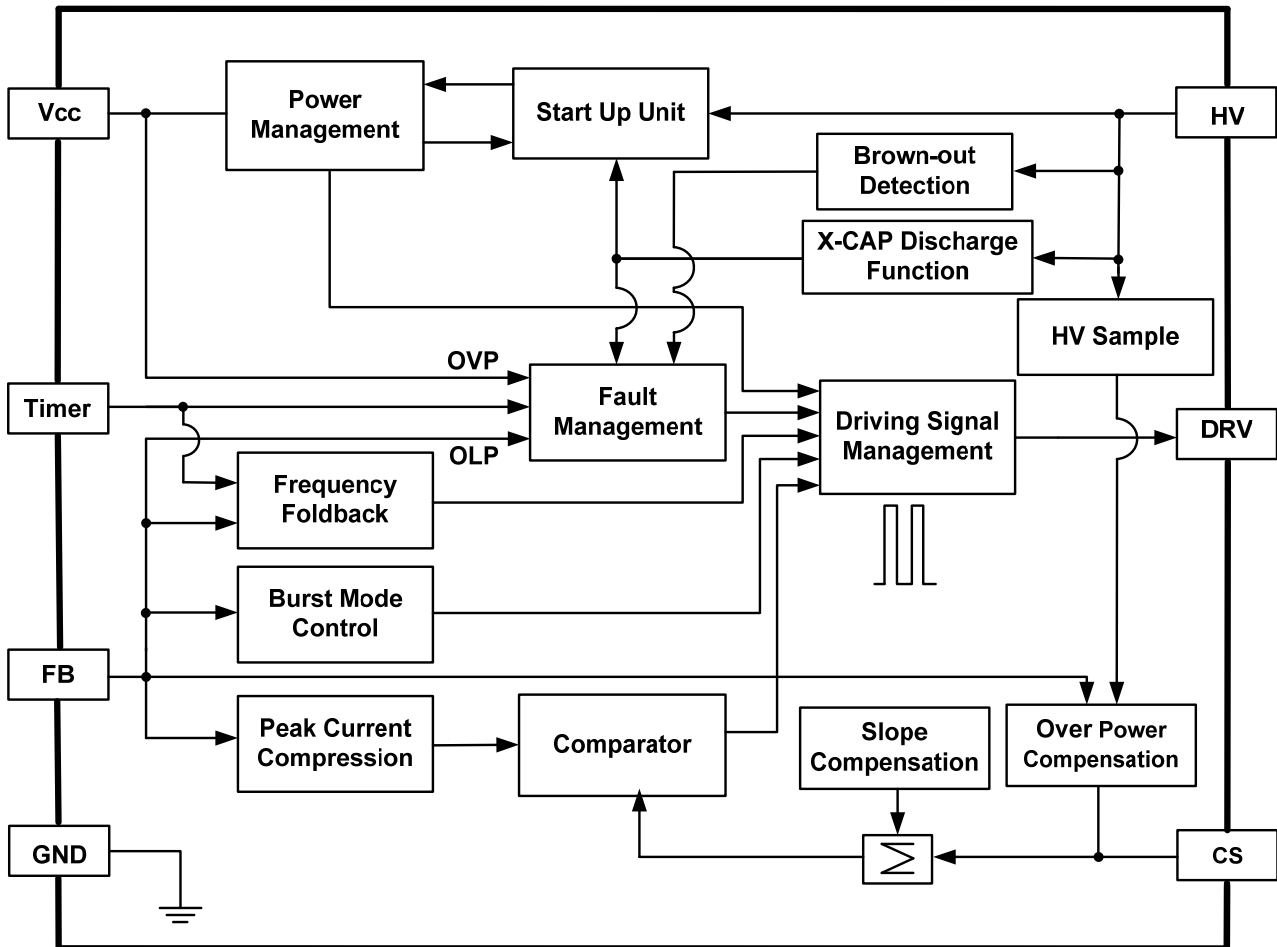 Vcc
Power
Management
Start Up Unit
HV
Brown-out
Detection
X-CAP Discharge
Function
HV Sample
OVP
Timer
Fault
Management
Driving Signal
Management
DRV
OLP
Frequency
Foldback
Burst Mode
Control
FB
Peak Current
Compression
Comparator
Slope
Compensation
Over Power
Compensation
GND
Σ
CS